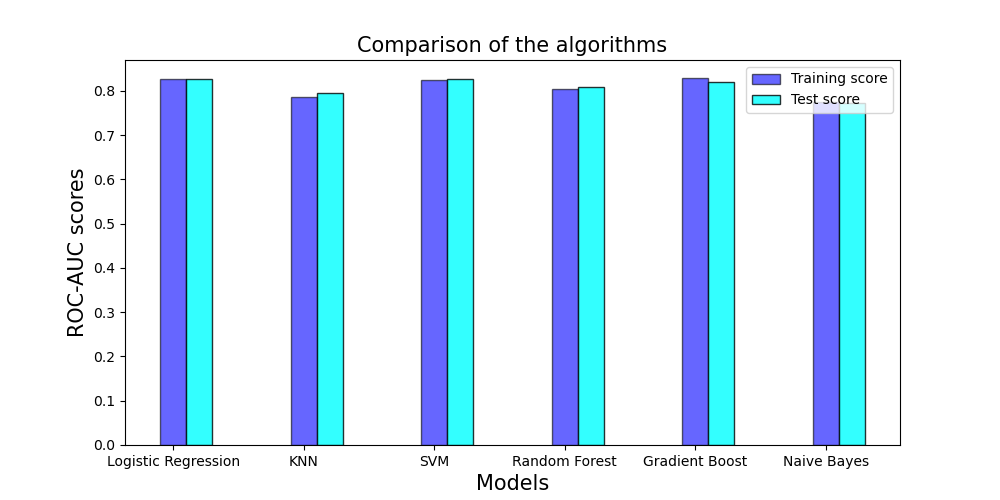 Comparison of the algorithms
Training score
Test score
ROC-AUC scores
0.8
0.7
0.6
0.5
0.4
0.3
0.2
0.1
0.0
Logistic Regression KNN SVM Random Forest Gradient Boost Naive Bayes
Models